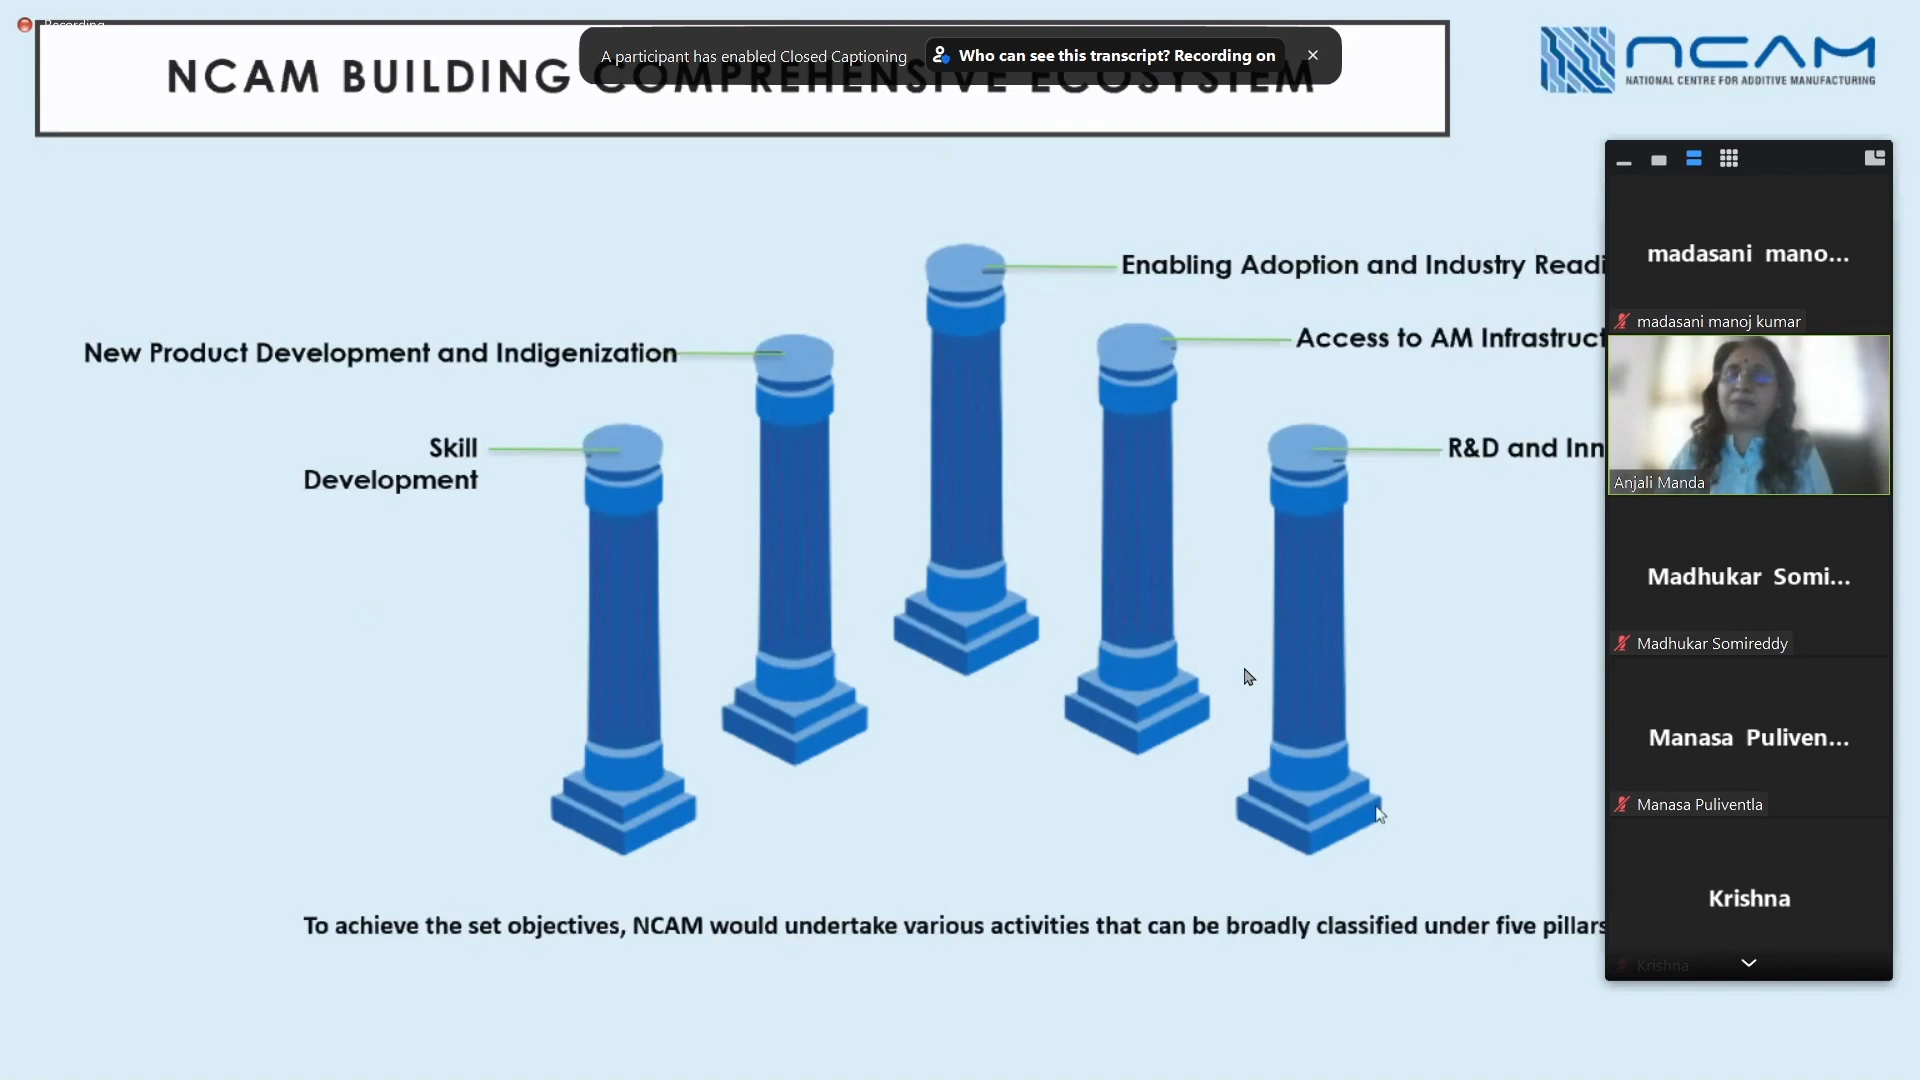 Recording
NCAM BUILDING COMPREHENSIVE ECOSYSTEM
A participant has enabled Closed Captioning
Who can see this transcript? Recording on
NCAM
NATIONAL CENTRE FOR ADDITIVE MANUFACTURING
Enabling Adoption and Industry Readi
Access to AM Infrastruct
New Product Development and Indigenization
Skill
Development
R&D and Inn
To achieve the set objectives, NCAM would undertake various activities that can be broadly classified under five pillars
madasani mano...
madasani manoj kumar
Anjali Manda
Madhukar Somi...
Madhukar Somireddy
Manasa Puliven...
Manasa Puliventla
Krishna
Krishna